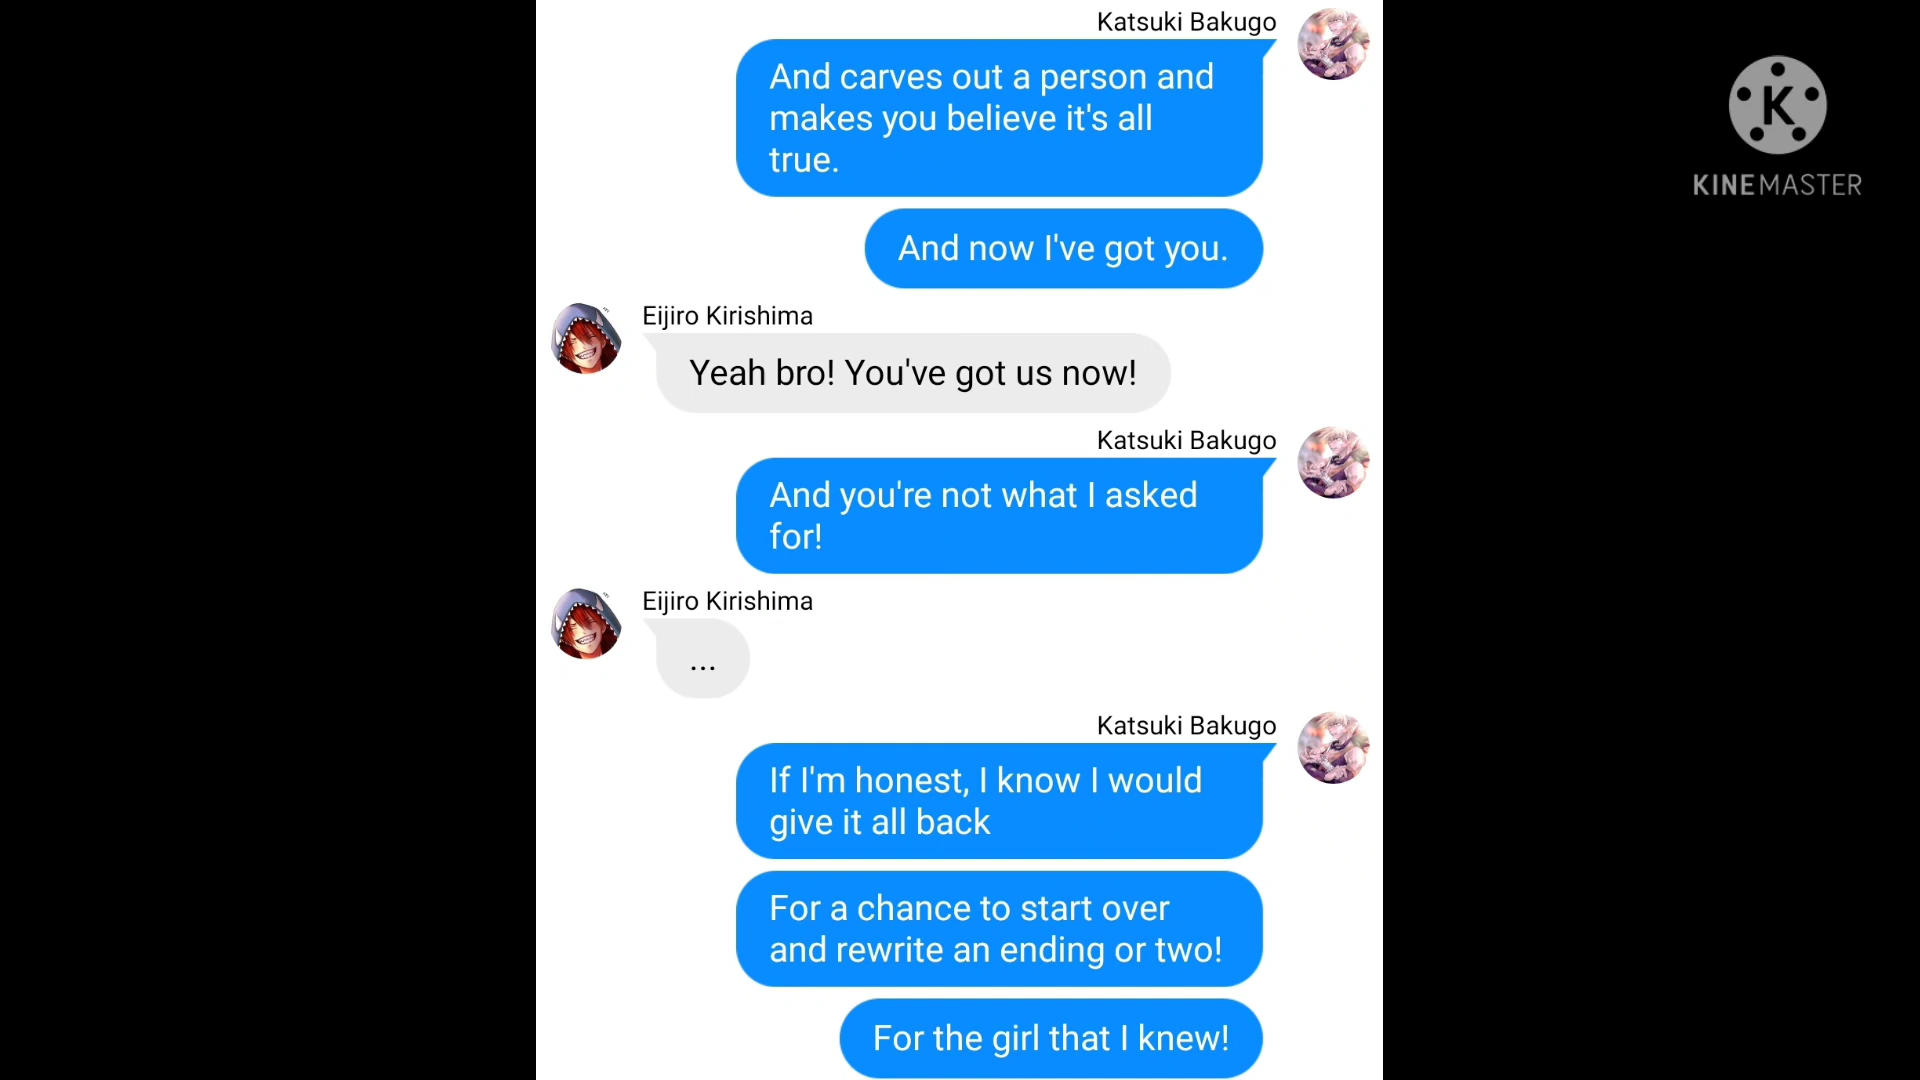 Katsuki Bakugo
And carves out a person and
makes you believe it's all
true.
And now I've got you.
Eijiro Kirishima
Yeah bro! You've got us now!
Katsuki Bakugo
And you're not what I asked
for!
Eijiro Kirishima
...
Katsuki Bakugo
If I'm honest, I know I would
give it all back
For a chance to start over
and rewrite an ending or two!
For the girl that I knew!
K
KINEMASTER